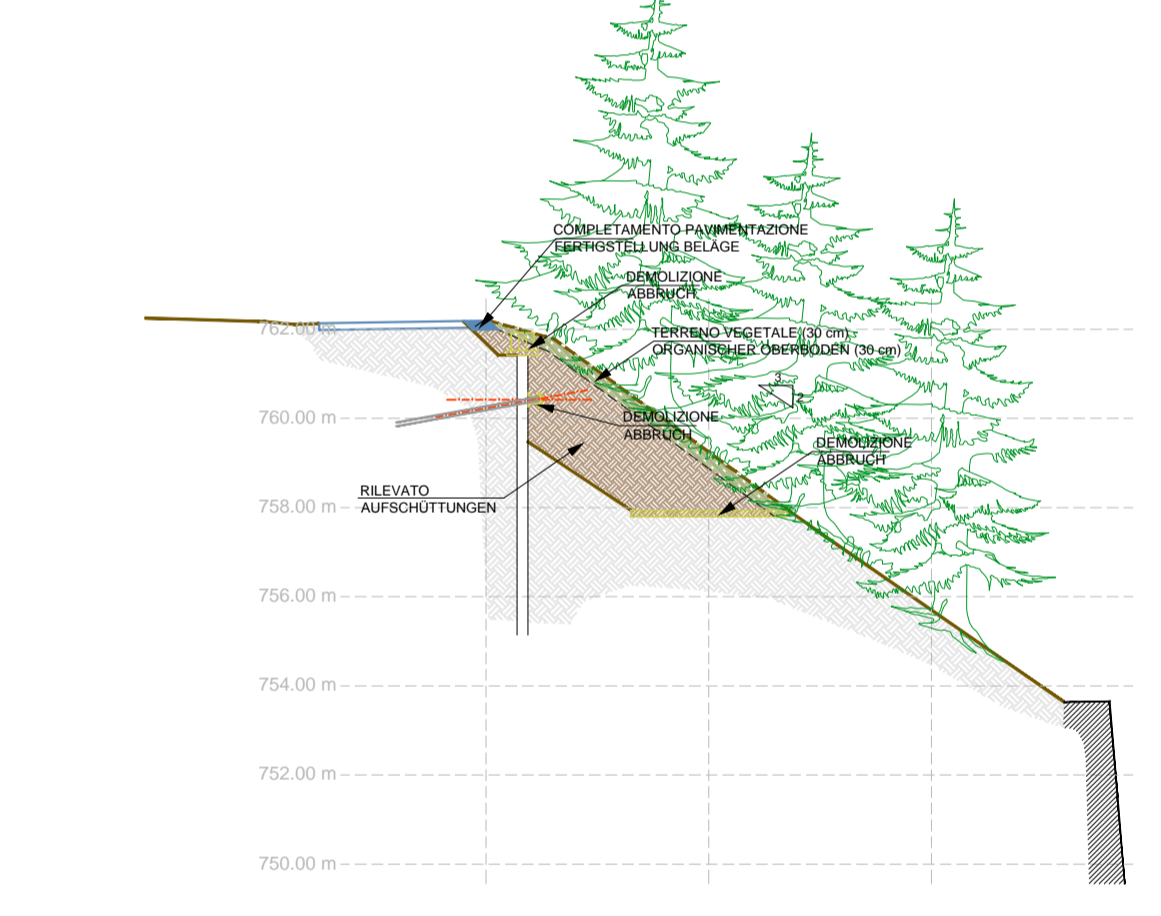 COMPLETAMENTO PAVIMENTAZIONE
FERTIGSTELLUNG BELÄGE
DEMOLIZIONE
ABBRUCH
762.00 m
TERRENO VEGETALE (30 cm)
ORGANISCHER OBERBODEN (30 cm)
3
2
760.00 m
DEMOLIZIONE
ABBRUCH
DEMOLIZIONE
ABBRUCH
RILEVATO
AUFSCHÜTTUNGEN
758.00 m
756.00 m
754.00 m
752.00 m
750.00 m